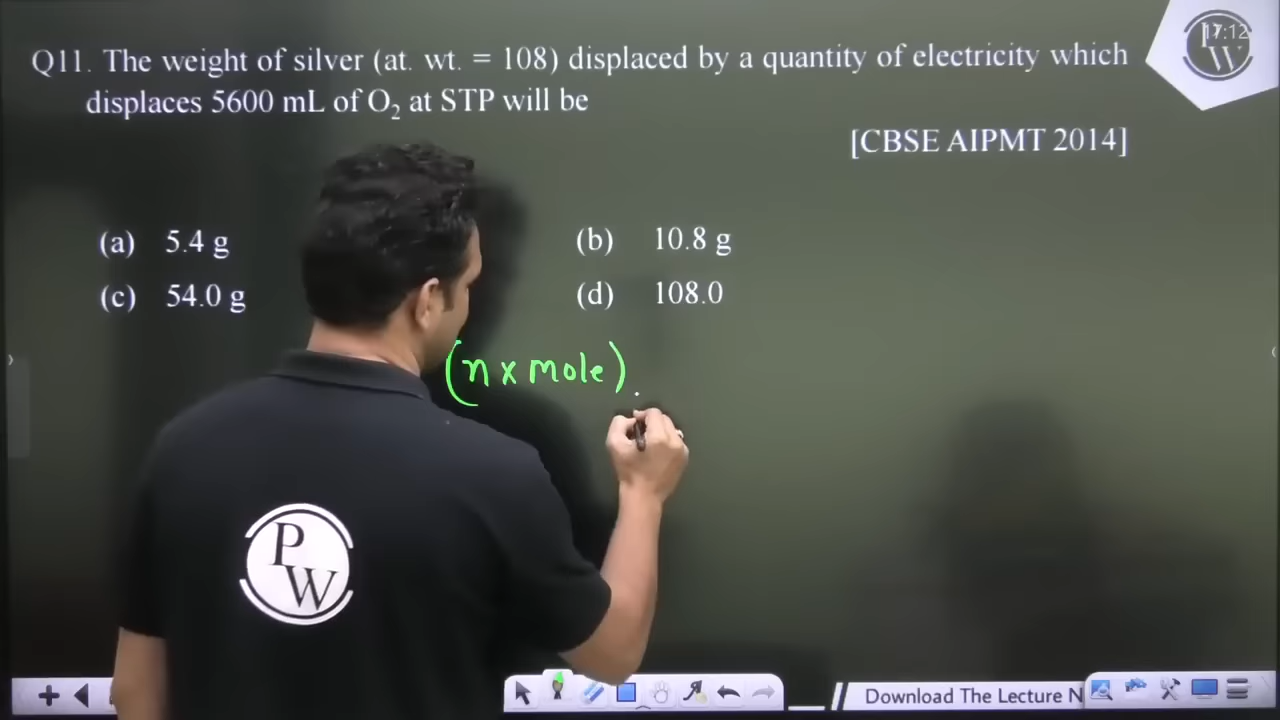 Q11. The weight of silver (at. wt. = 108) displaced by a quantity of electricity which
displaces 5600 mL of O₂ at STP will be
[CBSE AIPMT 2014]
(a) 5.4 g
(b) 10.8 g
(c) 54.0 g
(d) 108.0
(n x mole)
P
W
17:12
P
W
Download The Lecture N